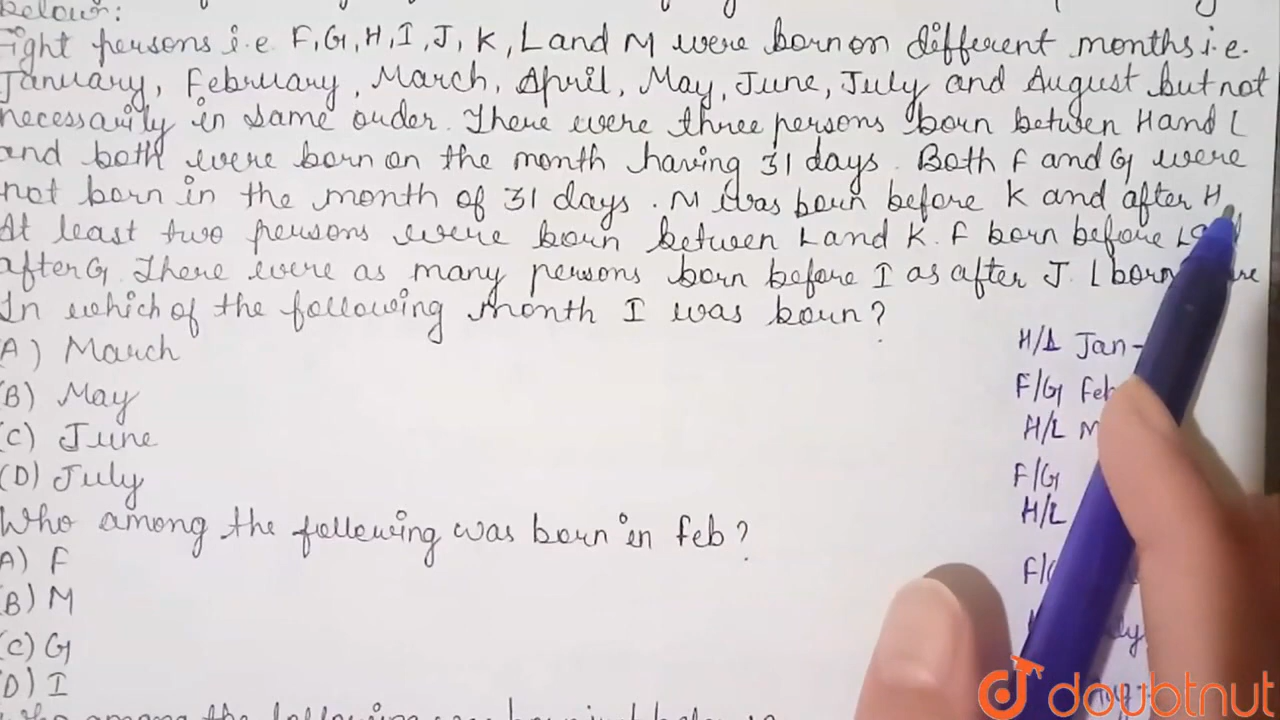 Below:
Eight persons i.e. F, G, H, I, J, K, L and M were born on different months i.e.
January, February, March, April, May, June, July and August but not
necessarily in same order. There were three persons born betwen H and L
and both were born on the month having 31 days. Both F and G were
not born in the month of 31 days. M was born before K and after H
At least two persons were born between L and K. F born before L
after G. There were as many persons born before I as after J. L born
In which of the following month I was born?
(A) March
(B) May
(C) June
(D) July
Who among the following was born in feb?
A) F
(B) M
(C) G
(D) I
H/L Jan-
F/G Feb
H/L M
F/G
H/L
F/
doubtnut